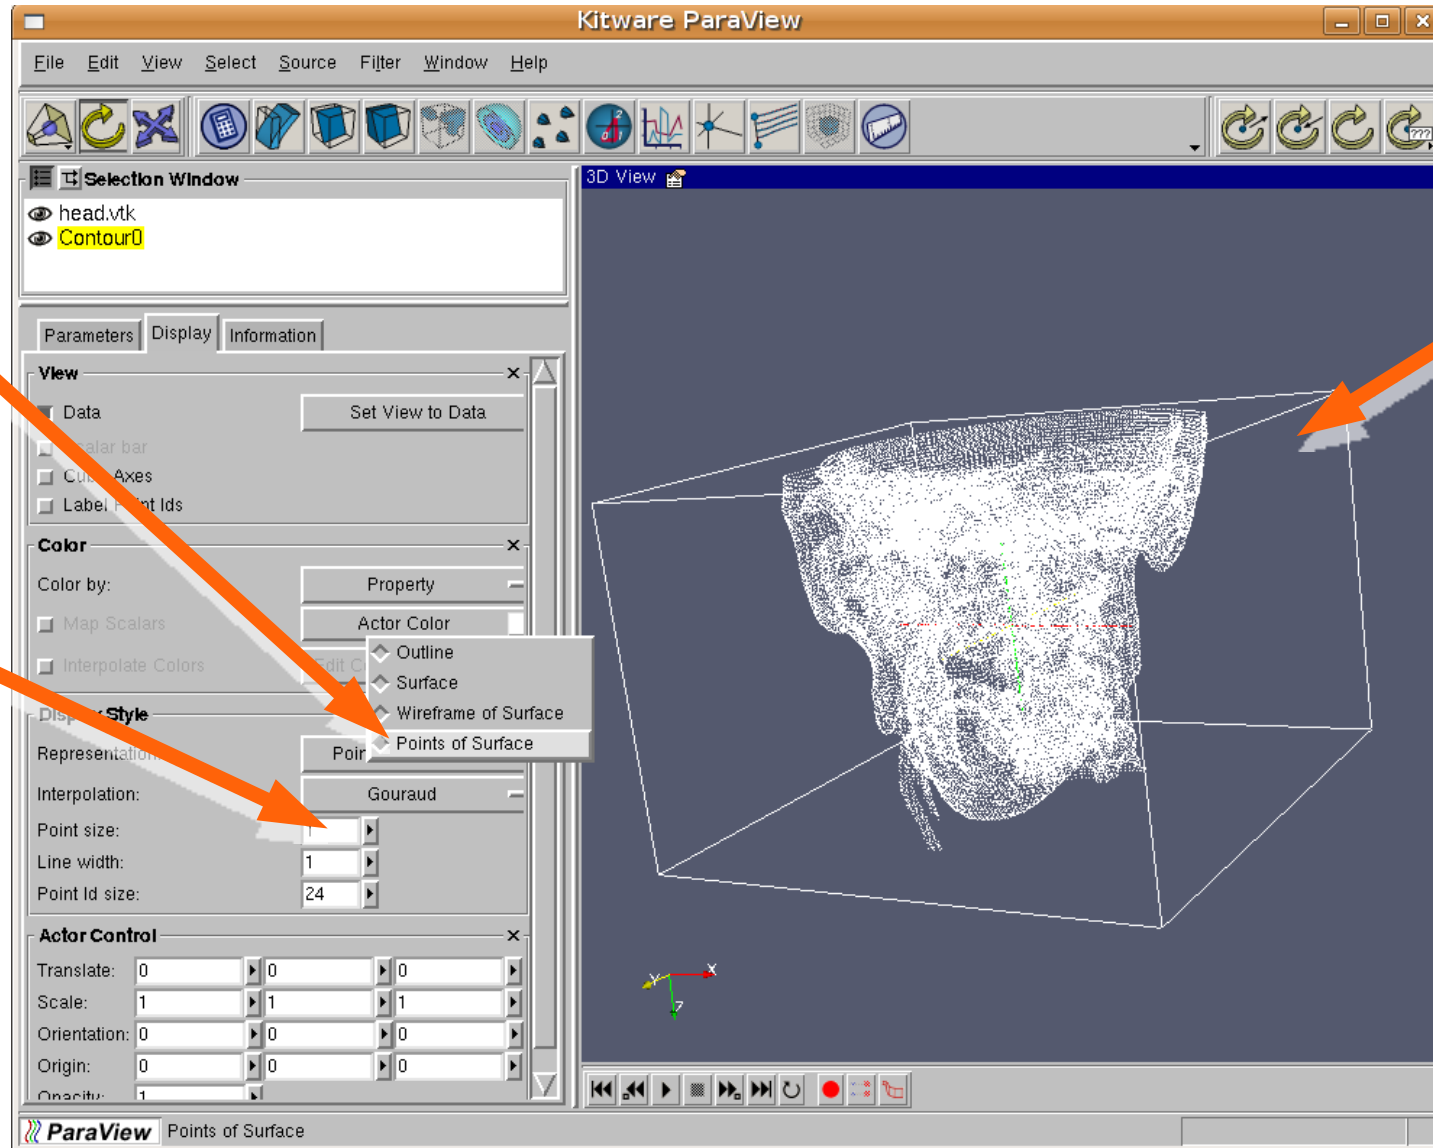 Kitware ParaView
File Edit View Select Source Filter Window Help
???
Selection Window
3D View
head.vtk
Contour0
Parameters Display Information
View
Data Set View to Data
bar
Axes
Label Ids
Color
Color by: Property
Map Scalars Actor Color
Interpolate Colors Edit
Outline
Surface
Wireframe of Surface
Points of Surface
Style
Interpolation: Gouraud
Point size:
Line width: 1
Point Id size: 24
Actor Control
Translate: 0 0 0
Scale: 1 1 1
Orientation: 0 0 0
Origin: 0 0 0
Opacity: 1
X
Y
Z
ParaView Points of Surface